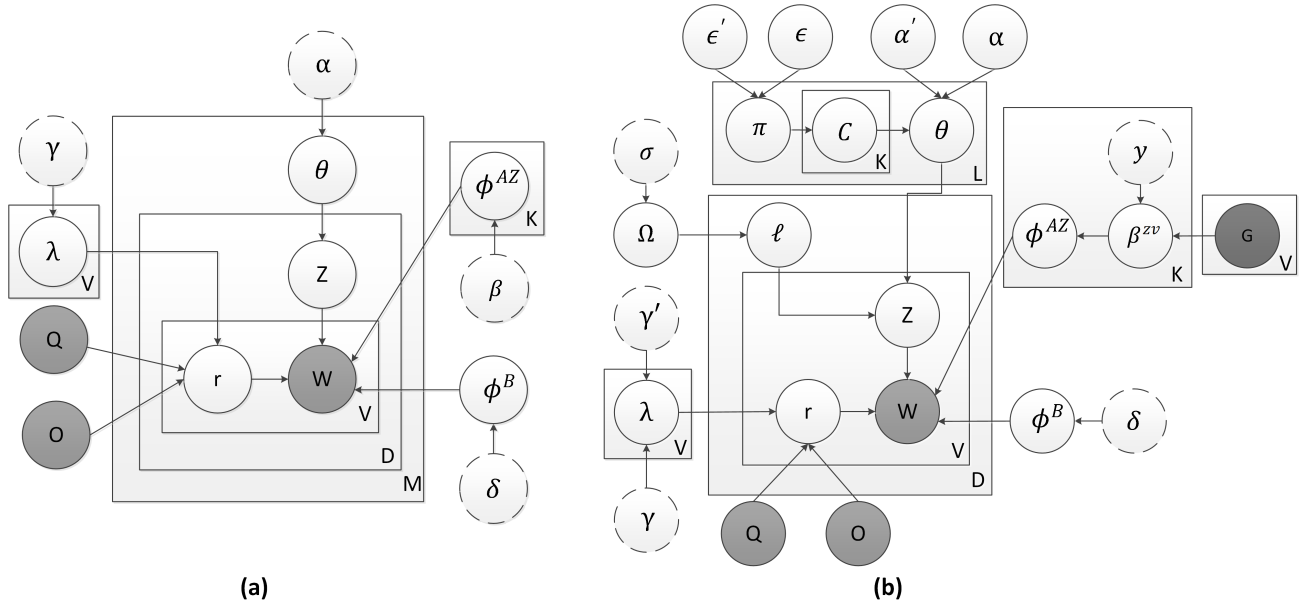 α
γ
θ
ϕ^{AZ}
K
λ
V
Z
β
Q
r
W
V
ϕ^B
O
D
M
δ
(a)
ϵ′
ϵ
α′
α
π
C
K
θ
L
σ
y
Ω
ℓ
ϕ^{AZ}
β^{zv}
K
G
V
γ′
Z
λ
V
r
W
V
ϕ^B
δ
D
γ
Q
O
(b)